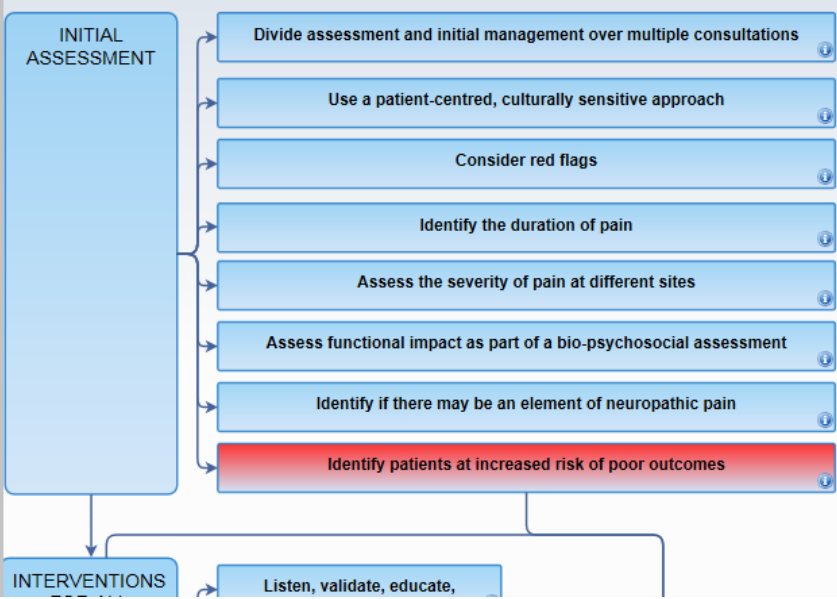 INITIAL
ASSESSMENT
Divide assessment and initial management over multiple consultations
Use a patient-centred, culturally sensitive approach
Consider red flags
Identify the duration of pain
Assess the severity of pain at different sites
Assess functional impact as part of a bio-psychosocial assessment
Identify if there may be an element of neuropathic pain
Identify patients at increased risk of poor outcomes
INTERVENTIONS
Listen, validate, educate,